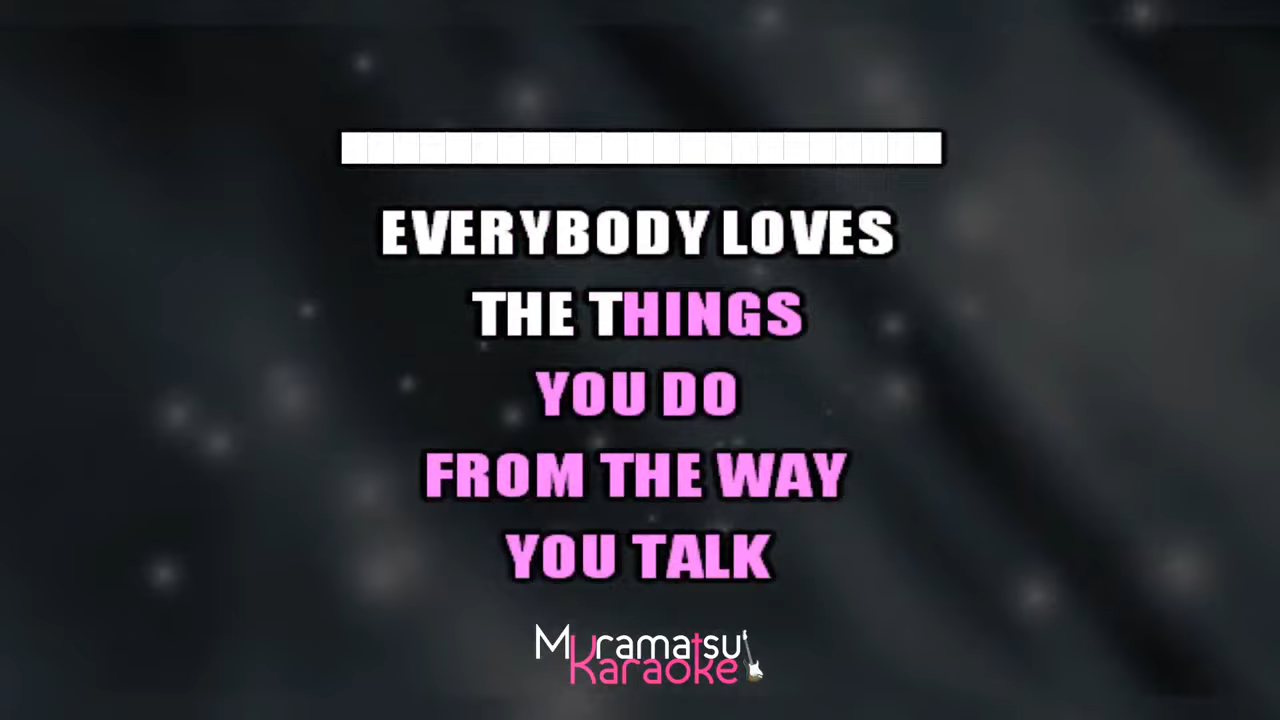 EVERYBODY LOVES
THE THINGS
YOU DO
FROM THE WAY
YOU TALK
Muramatsu
Karaoke